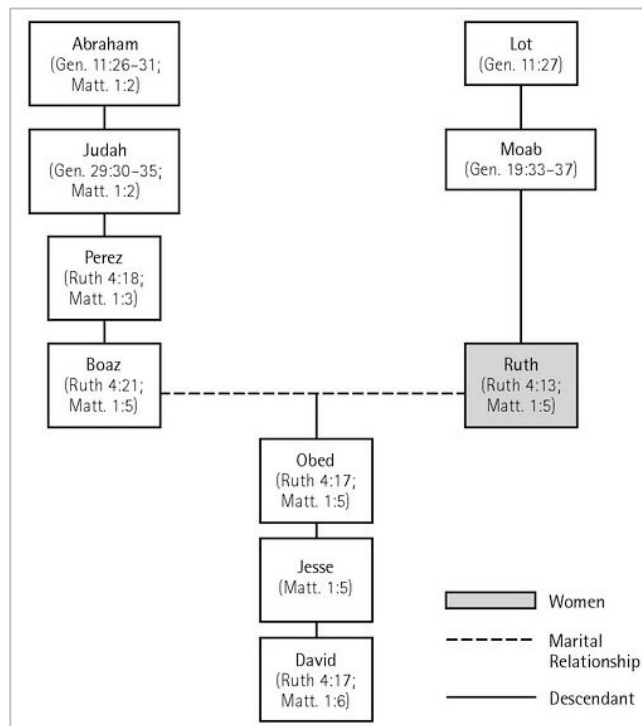 Abraham
(Gen. 11:26–31;
Matt. 1:2)
Lot
(Gen. 11:27)
Judah
(Gen. 29:30–35;
Matt. 1:2)
Moab
(Gen. 19:33–37)
Perez
(Ruth 4:18;
Matt. 1:3)
Boaz
(Ruth 4:21;
Matt. 1:5)
Ruth
(Ruth 4:13;
Matt. 1:5)
Obed
(Ruth 4:17;
Matt. 1:5)
Jesse
(Matt. 1:5)
David
(Ruth 4:17;
Matt. 1:6)
Women
Marital
Relationship
Descendant